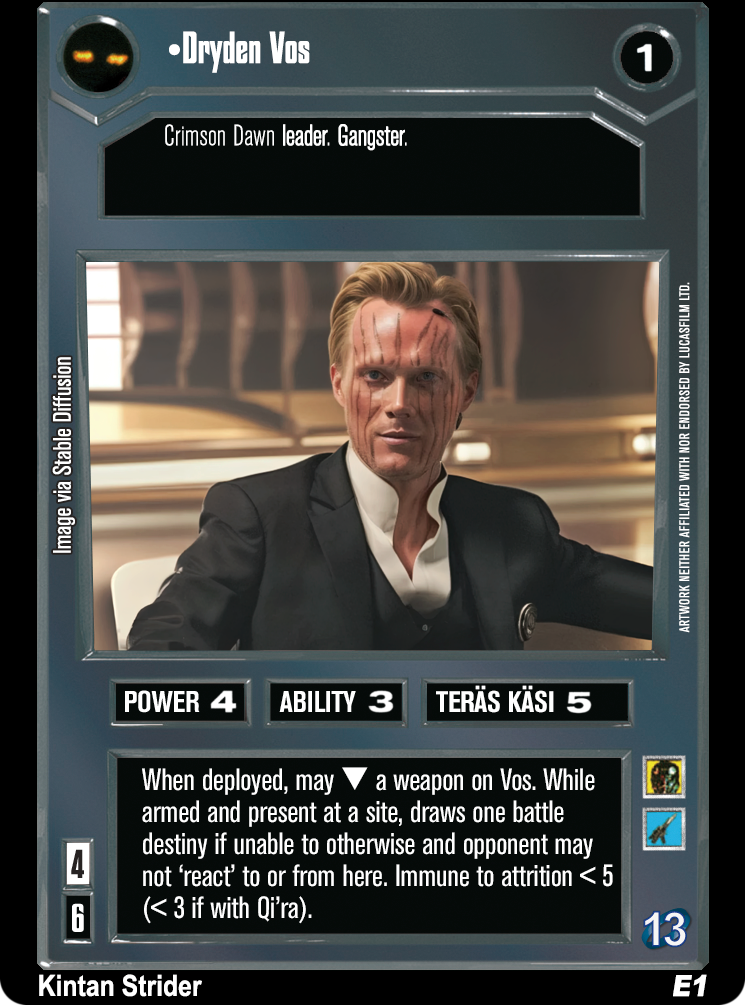 •Dryden Vos
1
Crimson Dawn leader. Gangster.
Image via Stable Diffusion
ARTWORK NEITHER AFFILIATED WITH NOR ENDORSED BY LUCASFILM LTD.
POWER 4 ABILITY 3 TERÄS KÄSI 5
When deployed, may ▼ a weapon on Vos. While
armed and present at a site, draws one battle
destiny if unable to otherwise and opponent may
not ‘react’ to or from here. Immune to attrition < 5
(< 3 if with Qi’ra).
4
6
13
Kintan Strider E1